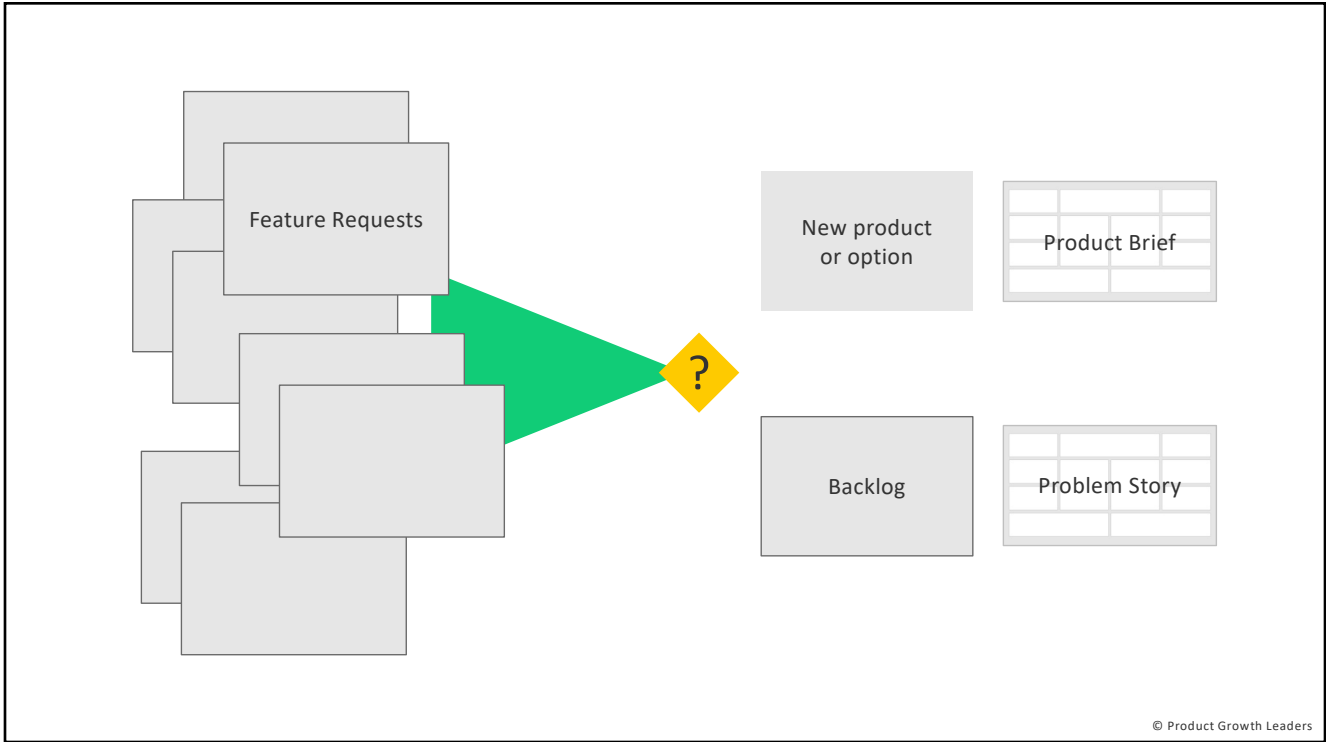 Feature Requests
New product
or option
Product Brief
?
Backlog
Problem Story
© Product Growth Leaders